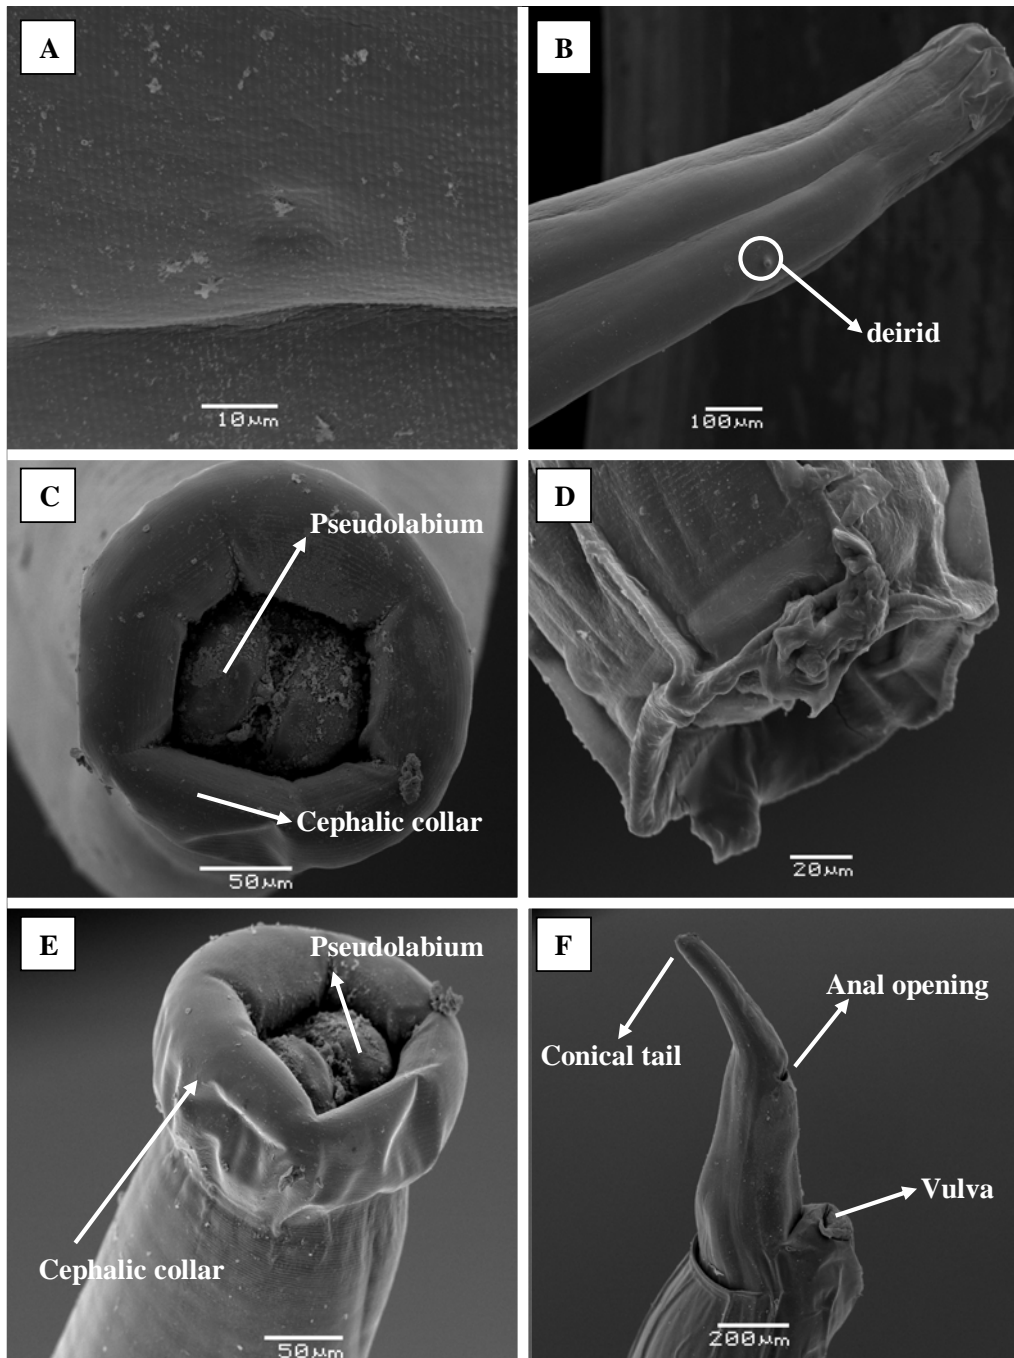 A
10μm
B
deirid
100μm
C
Pseudolabium
Cephalic collar
50μm
D
20μm
E
Pseudolabium
Cephalic collar
50μm
F
Anal opening
Conical tail
Vulva
200μm